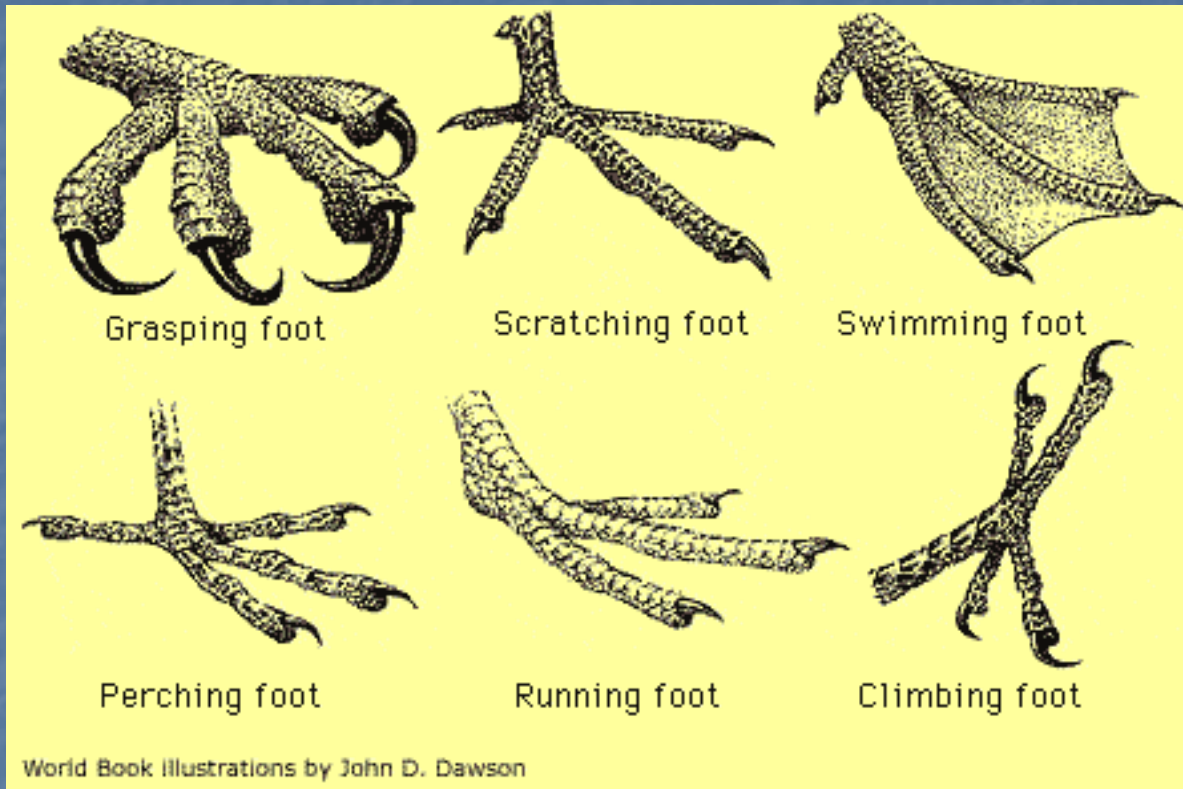 Grasping foot
Scratching foot
Swimming foot
Perching foot
Running foot
Climbing foot
World Book illustrations by John D. Dawson